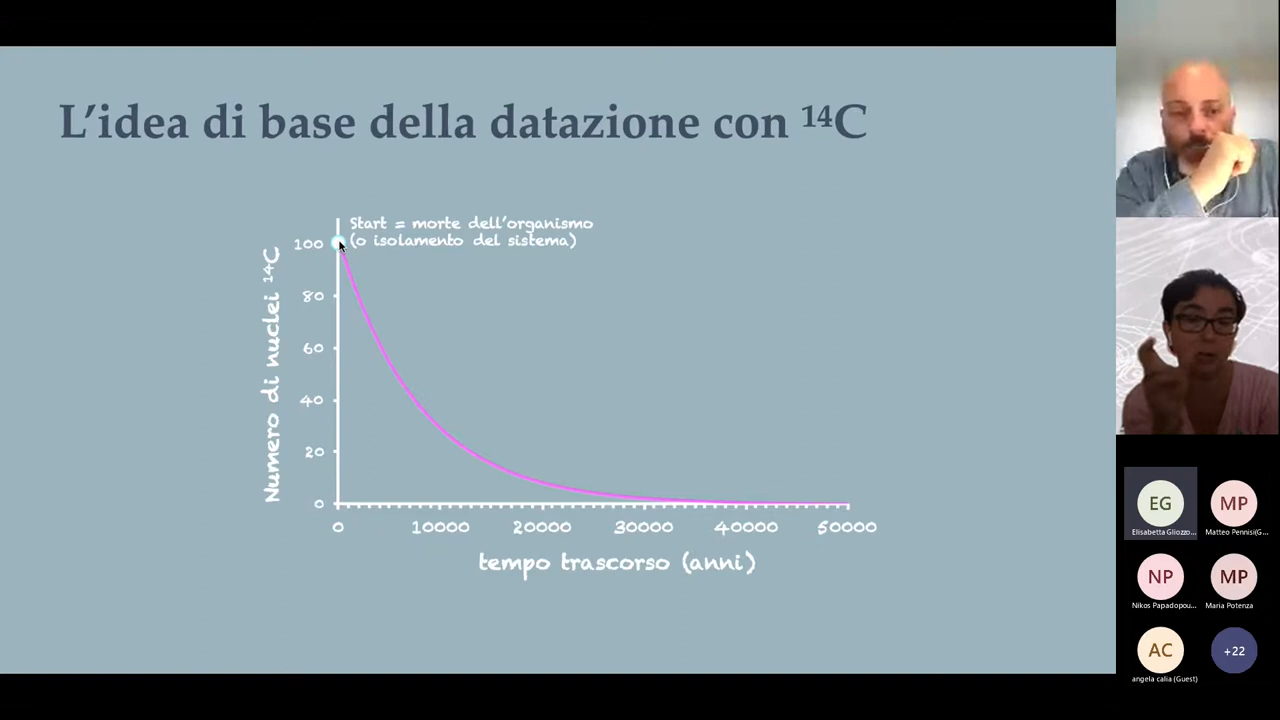 L’idea di base della datazione con ¹⁴C
Start = morte dell’organismo
(o isolamento del sistema)
Numero di nuclei ¹⁴C
100
80
60
40
20
0
0 10000 20000 30000 40000 50000
tempo trascorso (anni)
EG
Elisabetta Gliozzo...
MP
Matteo Pennisi(G...
NP
Nikos Papadopou...
MP
Maria Potenza
AC
angela calia (Guest)
+22